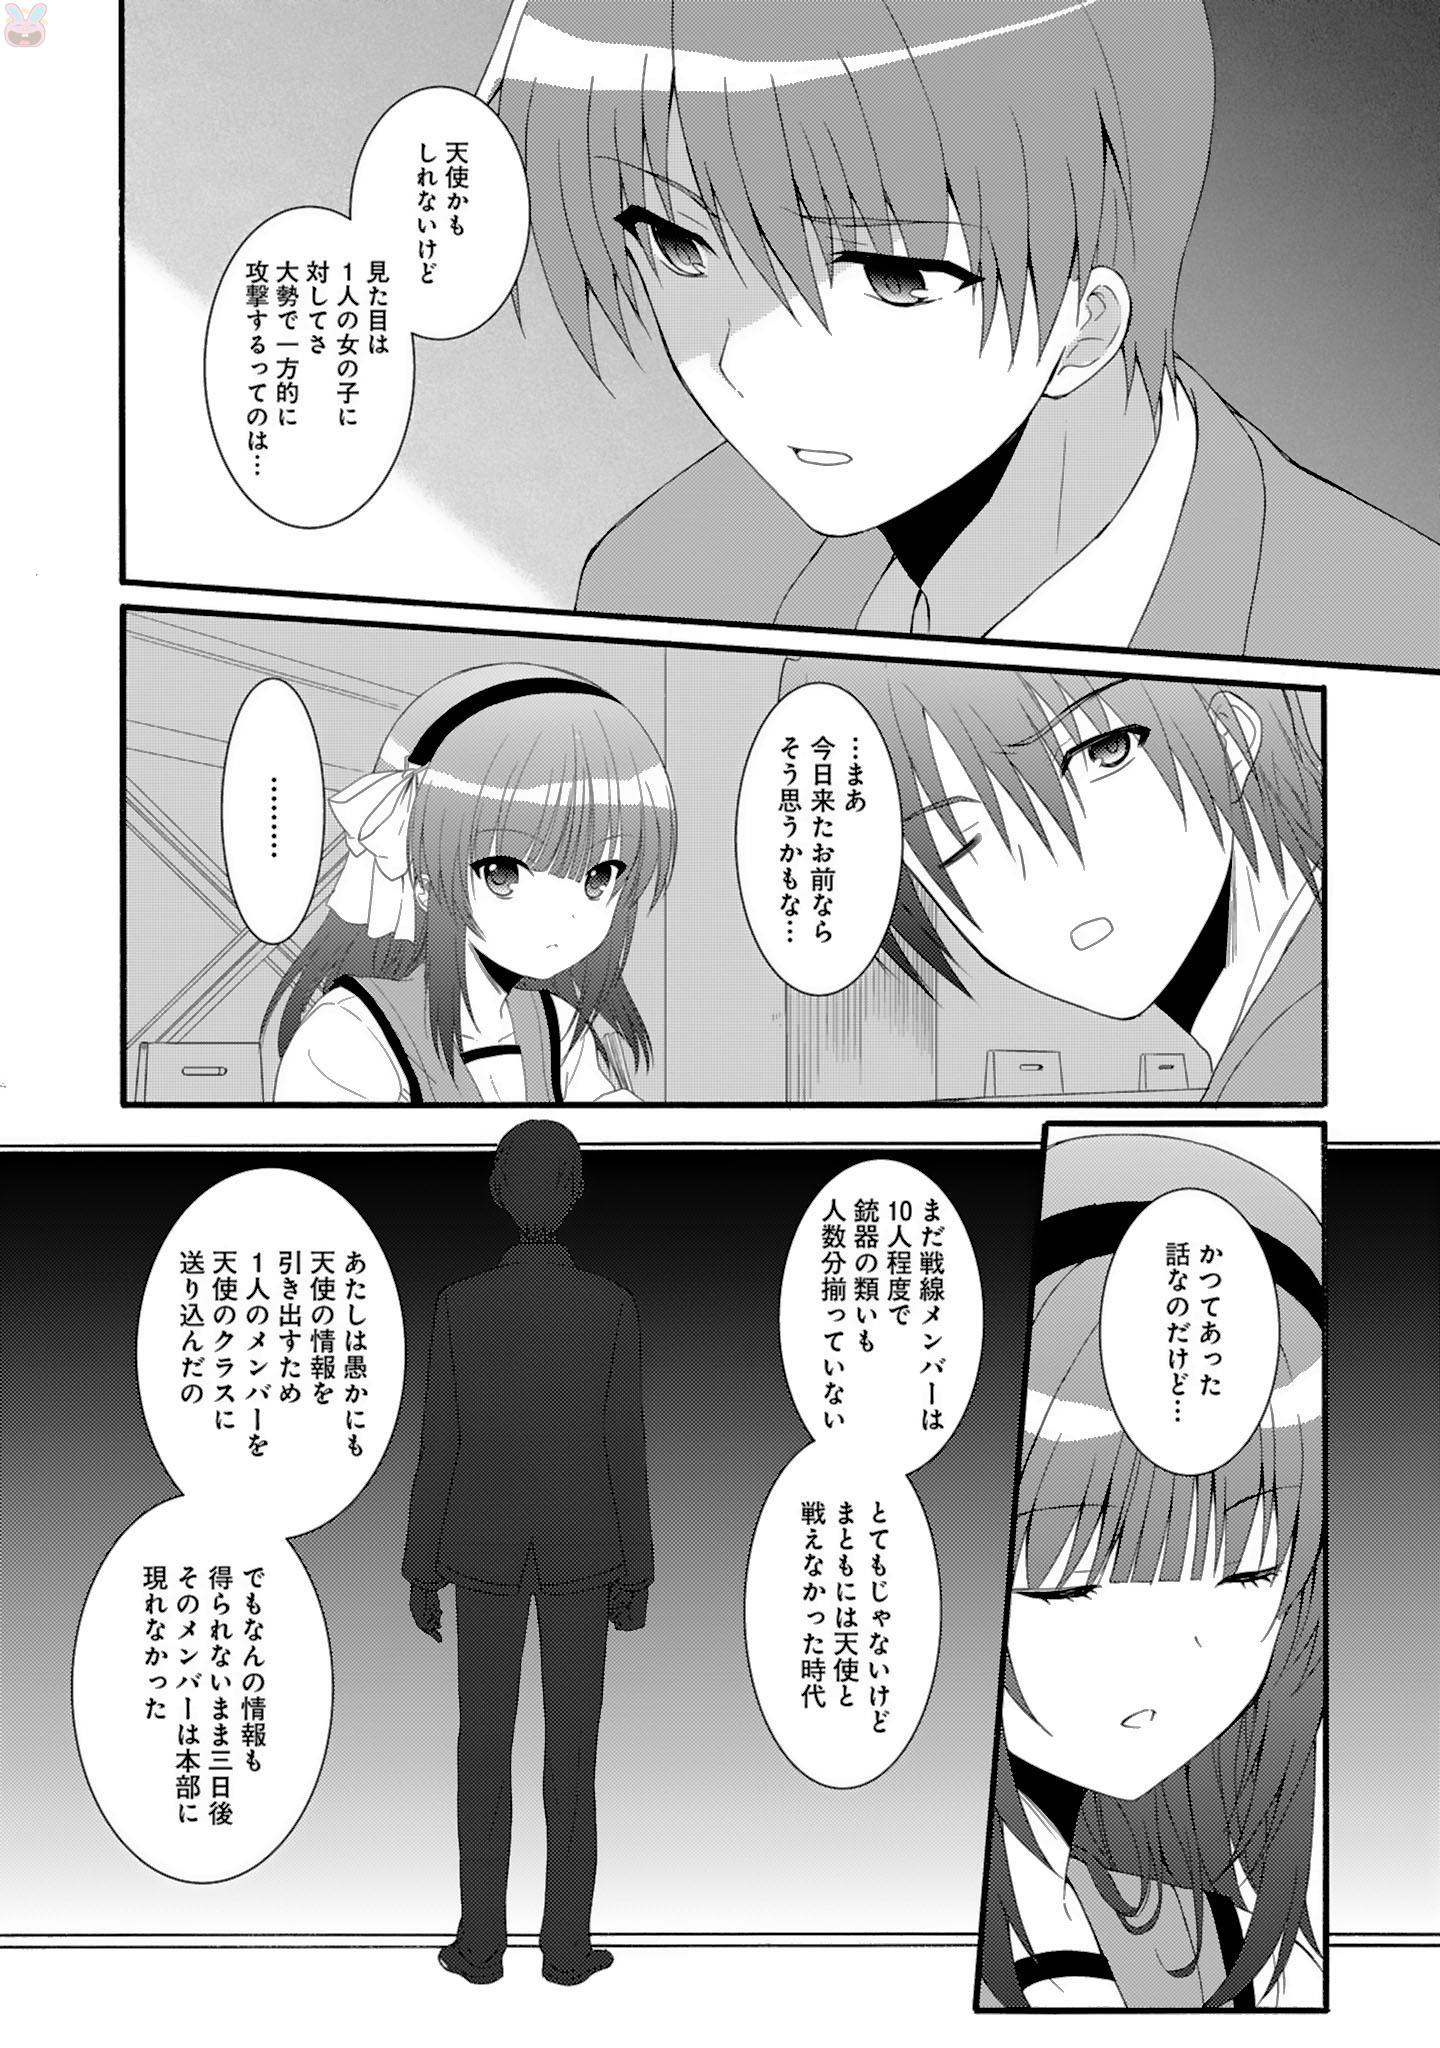 天使かも
しれないけど
見た目は
1人の女の子に
対してさ
大勢で一方的に
攻撃するってのは…
…まあ
今日来たお前なら
そう思うかもな…
………
かつてあった
話なのだけど…
まだ戦線メンバーは
10人程度で
銃器の類いも
人数分揃っていない
とてもじゃないけど
まともには天使と
戦えなかった時代
あたしは愚かにも
天使の情報を
引き出すため
1人のメンバーを
天使のクラスに
送り込んだの
でもなんの情報も
得られないまま三日後
そのメンバーは本部に
現れなかった